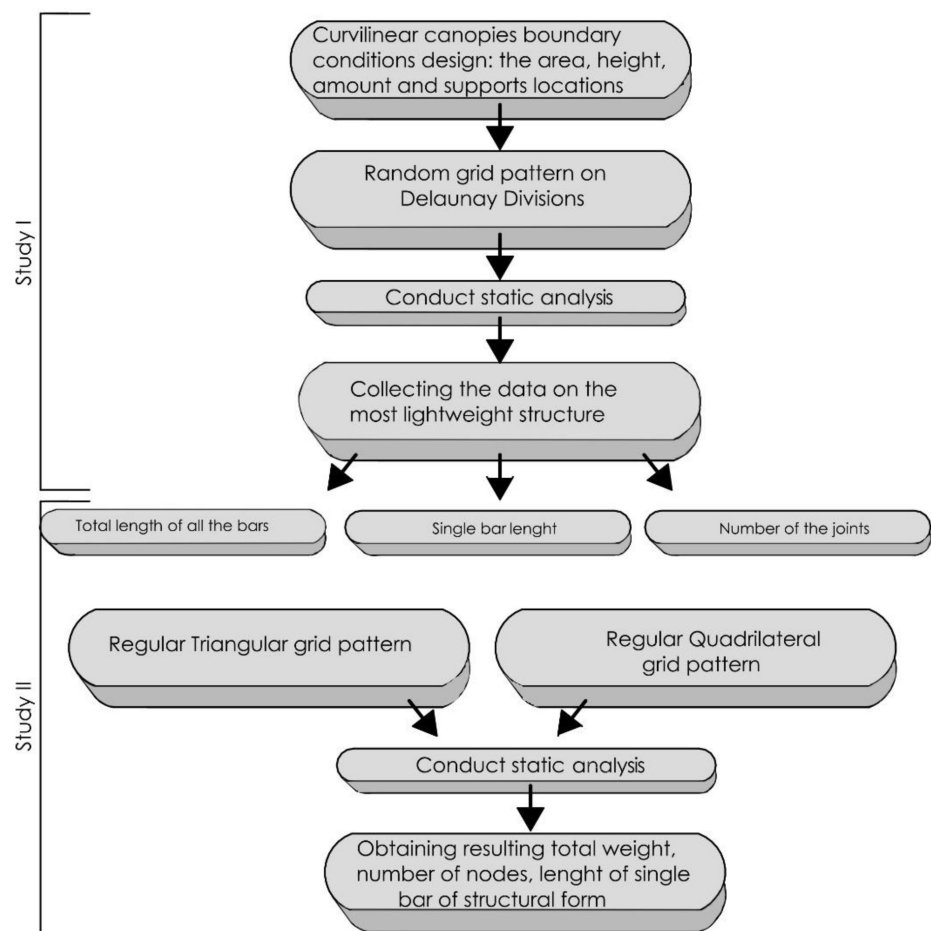 Study I
Curvilinear canopies boundary
conditions design: the area, height,
amount and supports locations
Random grid pattern on
Delaunay Divisions
Conduct static analysis
Collecting the data on the
most lightweight structure
Study II
Total length of all the bars
Single bar lenght
Number of the joints
Regular Triangular grid pattern
Regular Quadrilateral
grid pattern
Conduct static analysis
Obtaining resulting total weight,
number of nodes, lenght of single
bar of structural form